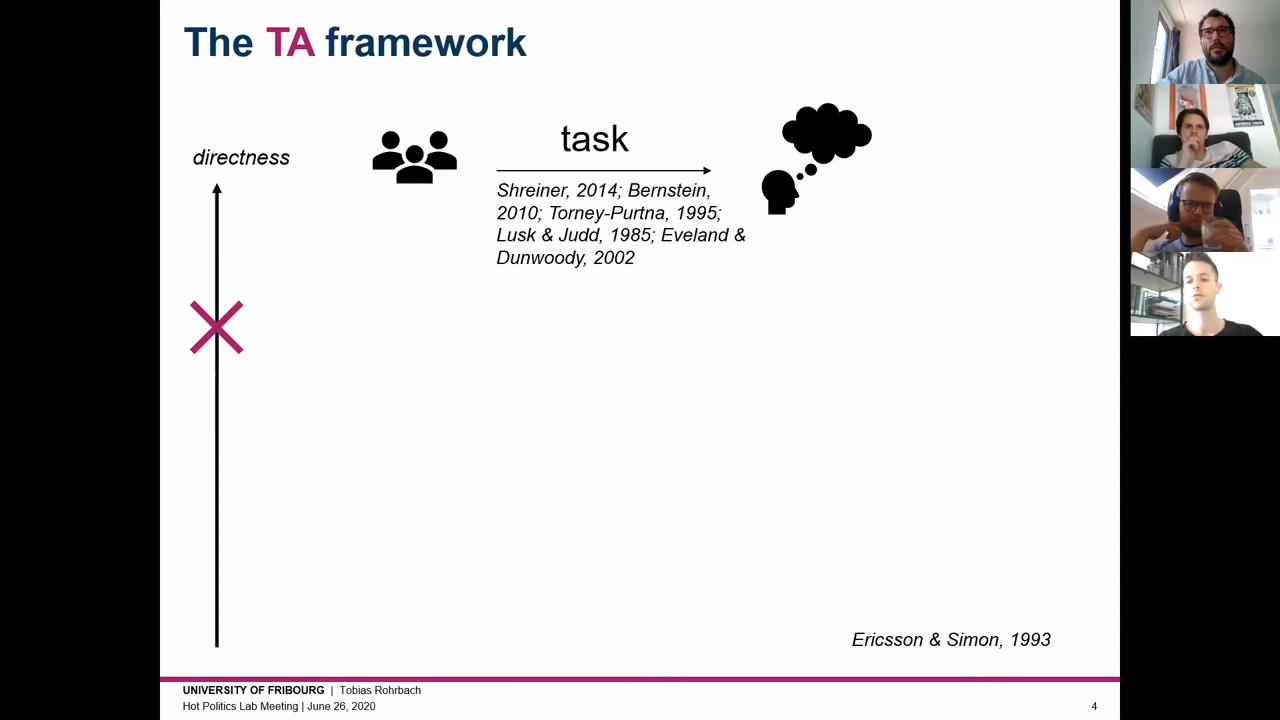 The TA framework
directness
task
Shreiner, 2014; Bernstein,
2010; Torney-Purtna, 1995;
Lusk & Judd, 1985; Eveland &
Dunwoody, 2002
Ericsson & Simon, 1993
UNIVERSITY OF FRIBOURG | Tobias Rohrbach
Hot Politics Lab Meeting | June 26, 2020
4